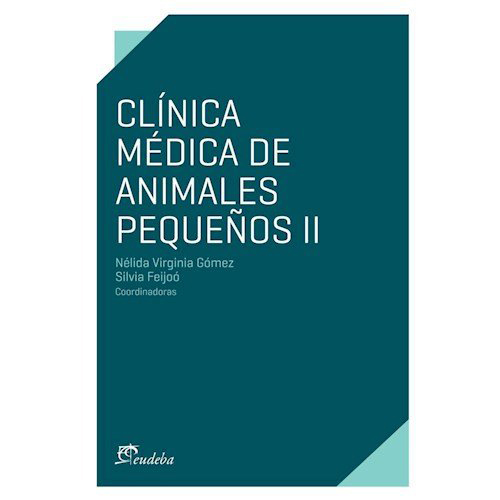 CLÍNICA
MÉDICA DE
ANIMALES
PEQUEÑOS II
Nélida Virginia Gómez
Silvia Feijoó
Coordinadoras
eudeba